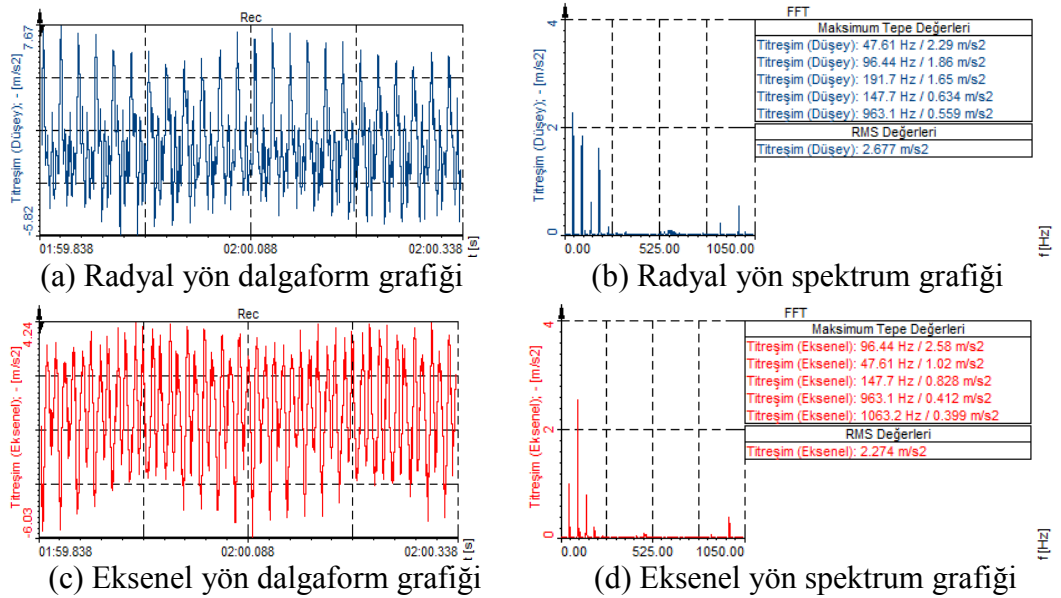 Rec
7.67
Titreşim (Düşey); - [m/s2]
-5.82
01:59.838
02:00.088
02:00.338
t [s]
(a) Radyal yön dalgaform grafiği
FFT
4
2
0
Titreşim (Düşey); - [m/s2]
0.00
525.00
1050.00
f [Hz]
Maksimum Tepe Değerleri
Titreşim (Düşey): 47.61 Hz / 2.29 m/s2
Titreşim (Düşey): 96.44 Hz / 1.86 m/s2
Titreşim (Düşey): 191.7 Hz / 1.65 m/s2
Titreşim (Düşey): 147.7 Hz / 0.634 m/s2
Titreşim (Düşey): 963.1 Hz / 0.559 m/s2
RMS Değerleri
Titreşim (Düşey): 2.677 m/s2
(b) Radyal yön spektrum grafiği
Rec
4.24
Titreşim (Eksenel); - [m/s2]
-6.03
01:59.838
02:00.088
02:00.338
t [s]
(c) Eksenel yön dalgaform grafiği
FFT
4
2
0
Titreşim (Eksenel); - [m/s2]
0.00
525.00
1050.00
f [Hz]
Maksimum Tepe Değerleri
Titreşim (Eksenel): 96.44 Hz / 2.58 m/s2
Titreşim (Eksenel): 47.61 Hz / 1.02 m/s2
Titreşim (Eksenel): 147.7 Hz / 0.828 m/s2
Titreşim (Eksenel): 963.1 Hz / 0.412 m/s2
Titreşim (Eksenel): 1063.2 Hz / 0.399 m/s2
RMS Değerleri
Titreşim (Eksenel): 2.274 m/s2
(d) Eksenel yön spektrum grafiği